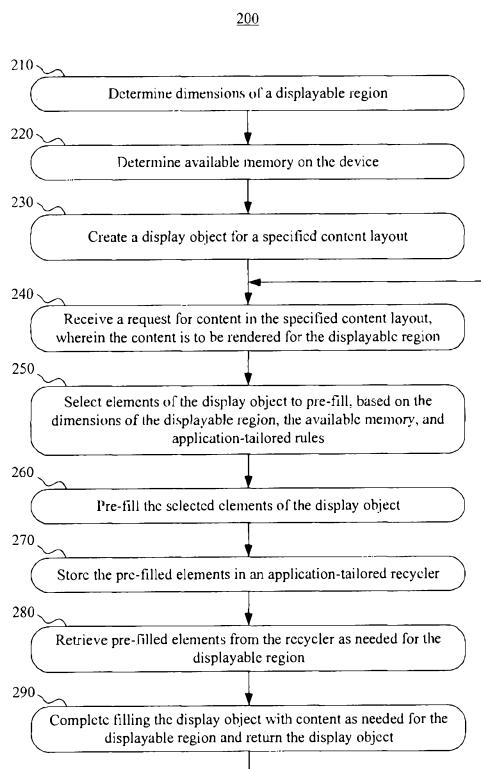 200
210
Determine dimensions of a displayable region
220
Determine available memory on the device
230
Create a display object for a specified content layout
240
Receive a request for content in the specified content layout,
wherein the content is to be rendered for the displayable region
250
Select elements of the display object to pre-fill, based on the
dimensions of the displayable region, the available memory, and
application-tailored rules
260
Pre-fill the selected elements of the display object
270
Store the pre-filled elements in an application-tailored recycler
280
Retrieve pre-filled elements from the recycler as needed for the
displayable region
290
Complete filling the display object with content as needed for the
displayable region and return the display object